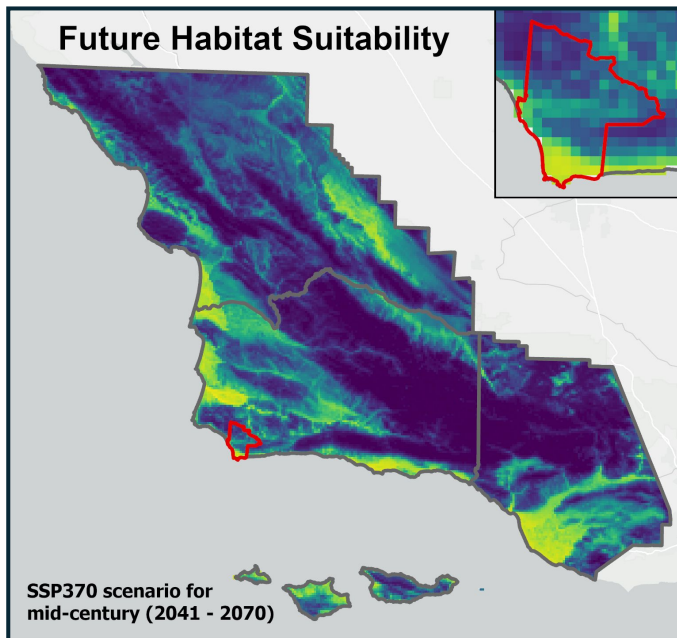 Future Habitat Suitability
SSP370 scenario for
mid-century (2041 - 2070)